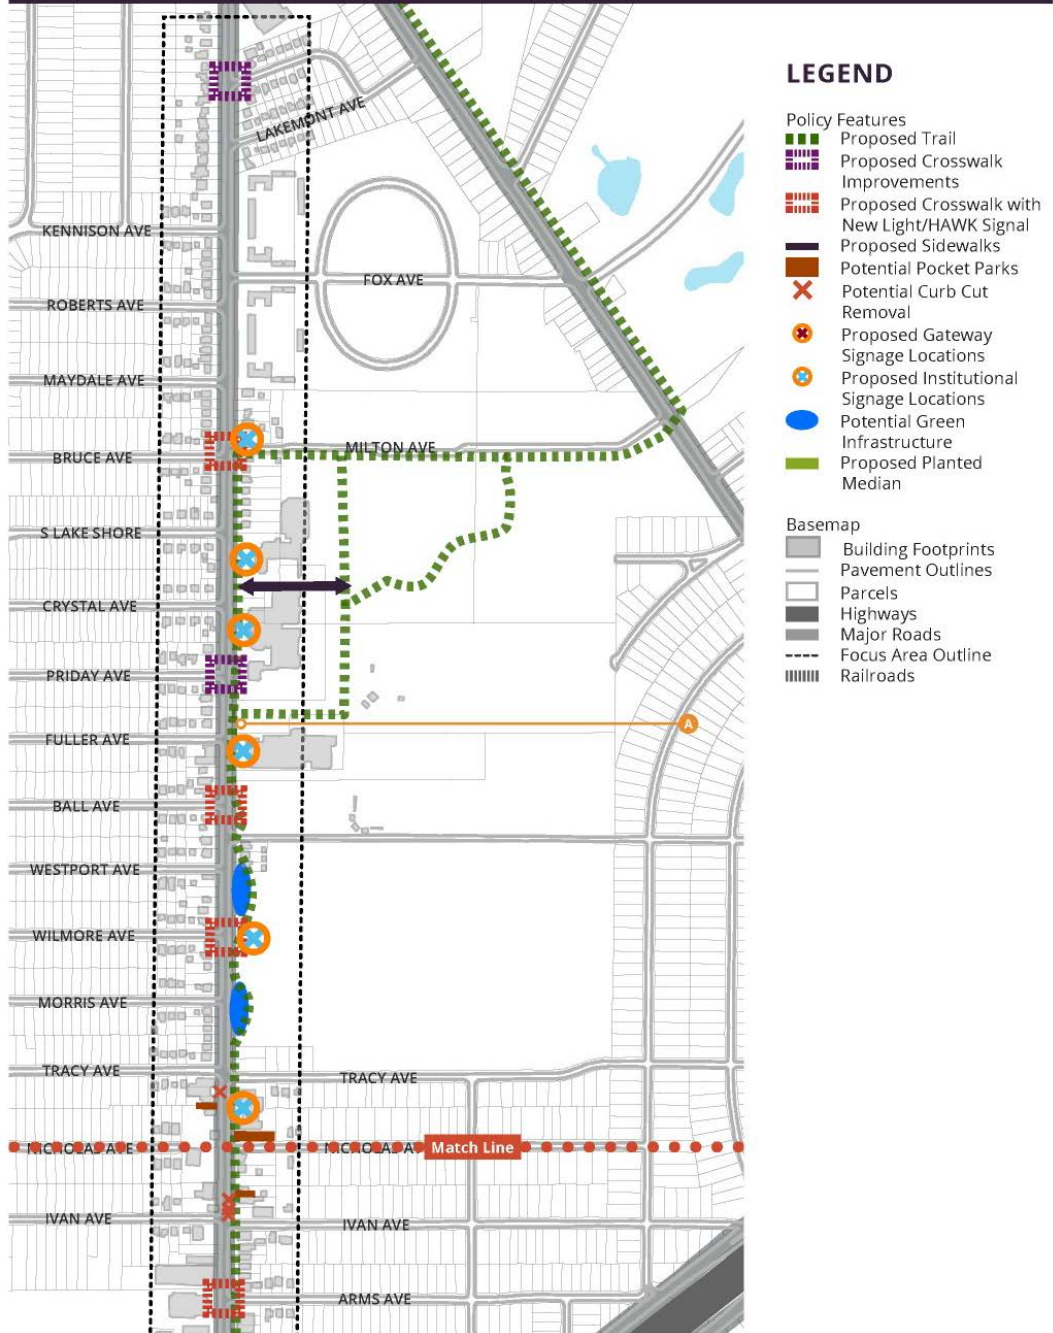 LEGEND
Policy Features
Proposed Trail
Proposed Crosswalk
Improvements
Proposed Crosswalk with
New Light/HAWK Signal
Proposed Sidewalks
Potential Pocket Parks
Potential Curb Cut
Removal
Proposed Gateway
Signage Locations
Proposed Institutional
Signage Locations
Potential Green
Infrastructure
Proposed Planted
Median
Basemap
Building Footprints
Pavement Outlines
Parcels
Highways
Major Roads
Focus Area Outline
Railroads
LAKEMONT AVE
KENNISON AVE
FOX AVE
ROBERTS AVE
MAYDALE AVE
MILTON AVE
BRUCE AVE
S LAKE SHORE
CRYSTAL AVE
PRIDAY AVE
A
FULLER AVE
BALL AVE
WESTPORT AVE
WILMORE AVE
MORRIS AVE
TRACY AVE
TRACY AVE
NICHOLAS AVE
NICHOLAS A
Match Line
IVAN AVE
IVAN AVE
ARMS AVE